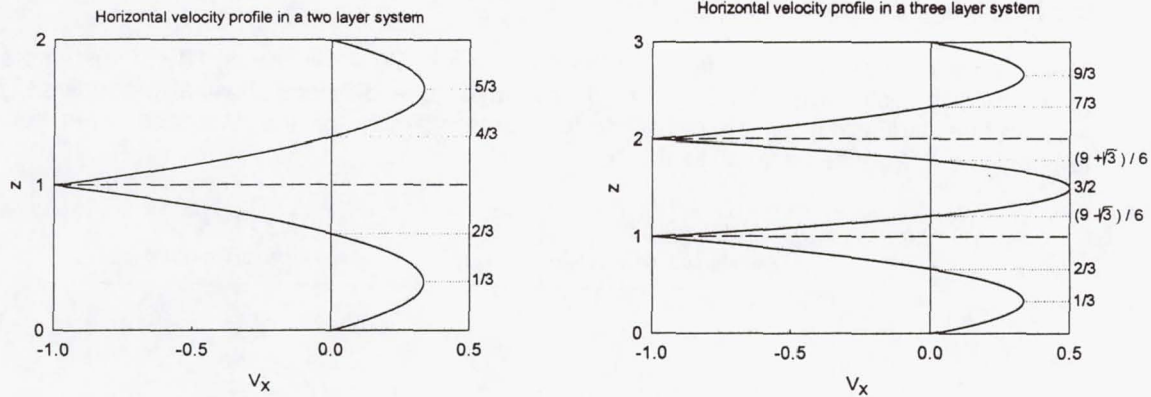 Horizontal velocity profile in a two layer system
2
5/3
4/3
z
1
2/3
1/3
0
-1.0 -0.5 0.0 0.5
Vx
Horizontal velocity profile in a three layer system
3
9/3
7/3
2
(9 +√3 ) / 6
z
3/2
(9 -√3 ) / 6
1
2/3
1/3
0
-1.0 -0.5 0.0 0.5
Vx